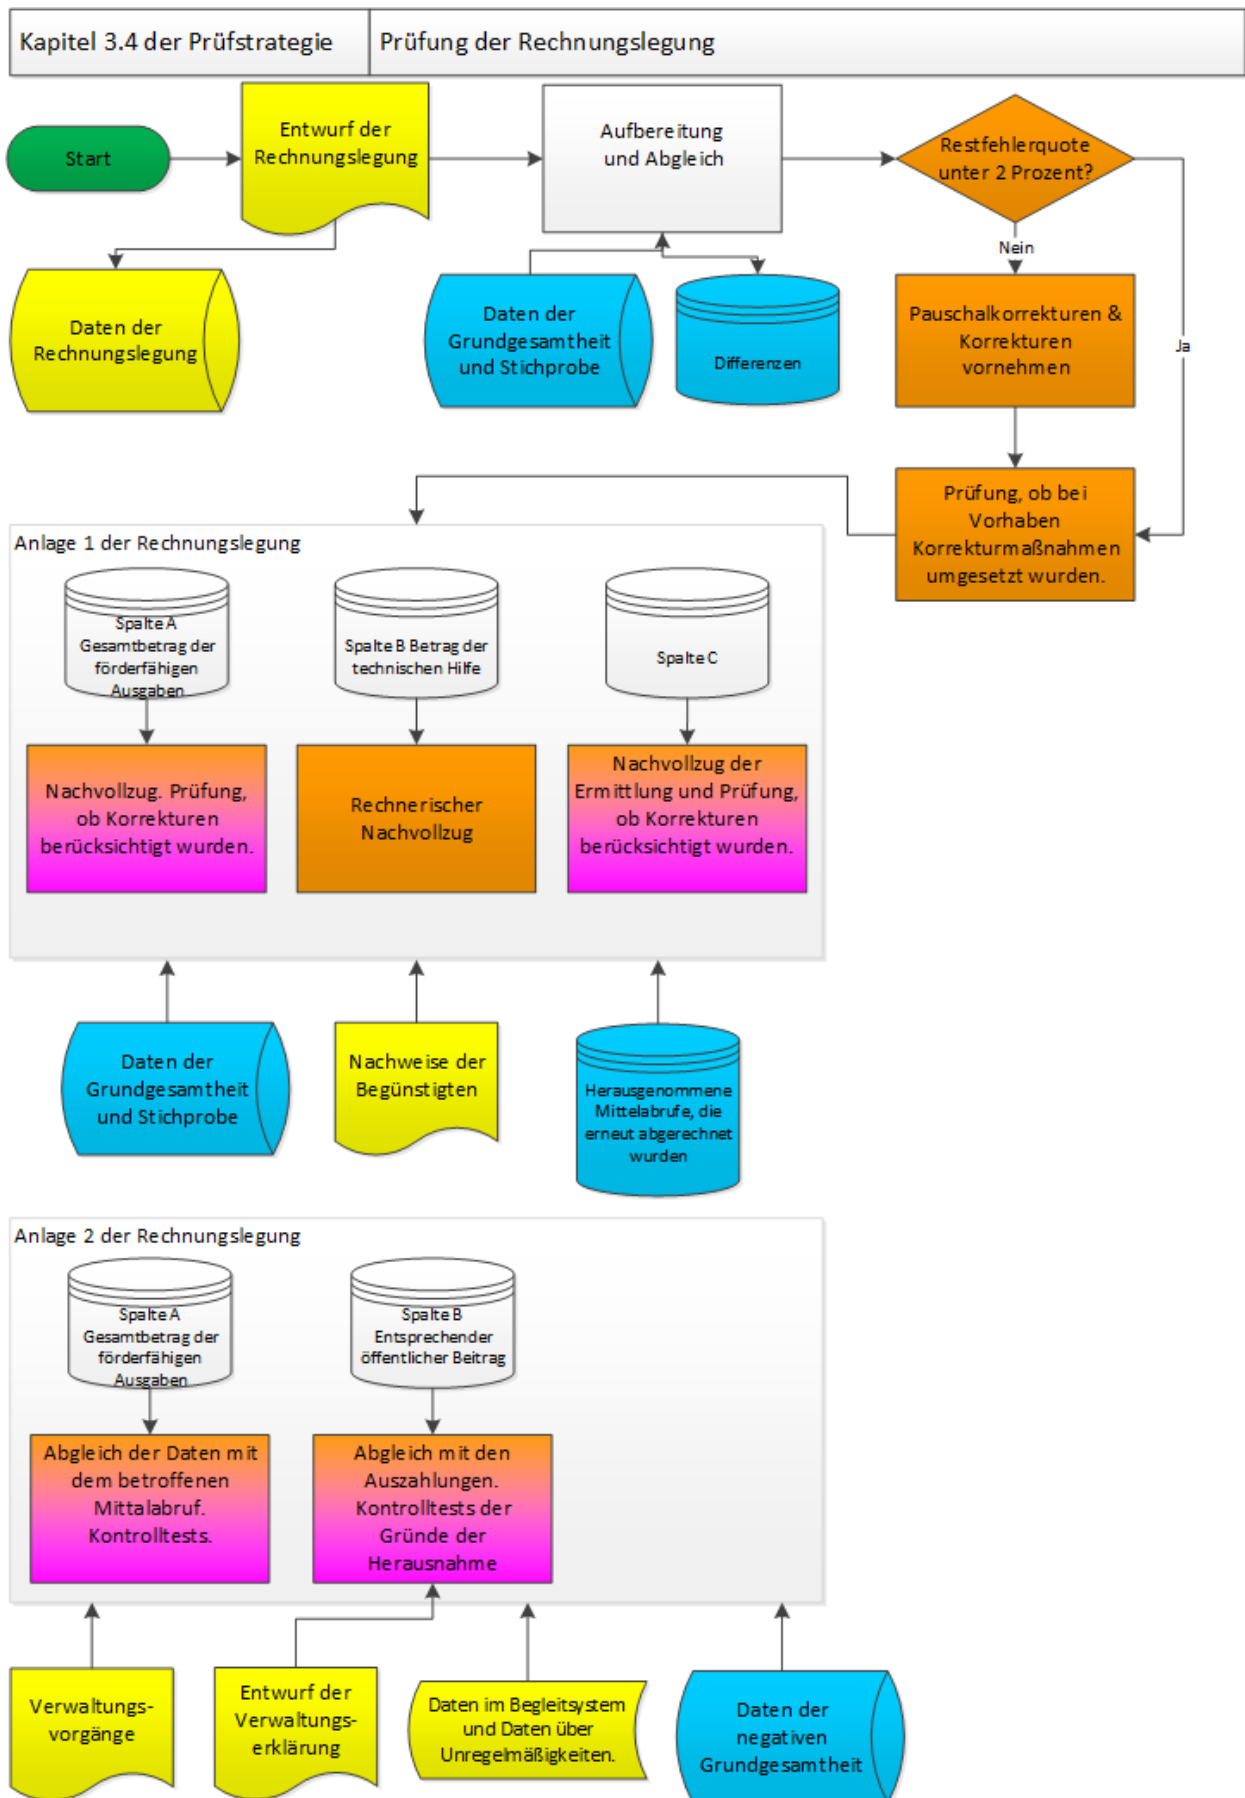 Kapitel 3.4 der Prüfstrategie
Prüfung der Rechnungslegung
Start
Entwurf der
Rechnungslegung
Aufbereitung
und Abgleich
Restfehlerquote
unter 2 Prozent?
Nein
Ja
Daten der
Rechnungslegung
Daten der
Grundgesamtheit
und Stichprobe
Differenzen
Pauschalkorrekturen &
Korrekturen
vornehmen
Prüfung, ob bei
Vorhaben
Korrekturmaßnahmen
umgesetzt wurden.
Anlage 1 der Rechnungslegung
Spalte A
Gesamtbetrag der
förderfähigen
Ausgaben
Spalte B Betrag der
technischen Hilfe
Spalte C
Nachvollzug. Prüfung,
ob Korrekturen
berücksichtigt wurden.
Rechnerischer
Nachvollzug
Nachvollzug der
Ermittlung und Prüfung,
ob Korrekturen
berücksichtigt wurden.
Daten der
Grundgesamtheit
und Stichprobe
Nachweise der
Begünstigten
Herausgenommene
Mittelabrufe, die
erneut abgerechnet
wurden
Anlage 2 der Rechnungslegung
Spalte A
Gesamtbetrag der
förderfähigen
Ausgaben
Spalte B
Entsprechender
öffentlicher Beitrag
Abgleich der Daten mit
dem betroffenen
Mittalabruf.
Kontrolltests.
Abgleich mit den
Auszahlungen.
Kontrolltests der
Gründe der
Herausnahme
Verwaltungs-
vorgänge
Entwurf der
Verwaltungs-
erklärung
Daten im Begleitsystem
und Daten über
Unregelmäßigkeiten.
Daten der
negativen
Grundgesamtheit